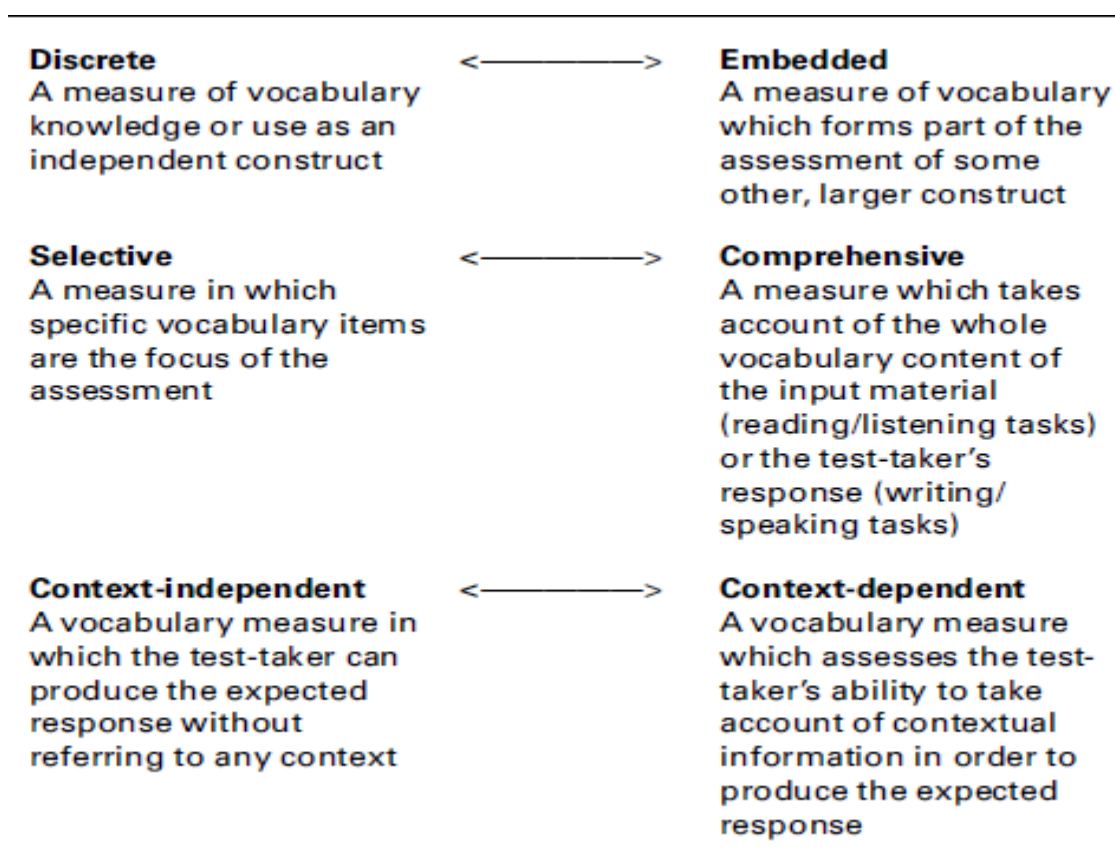 Discrete <————> Embedded
A measure of vocabulary
knowledge or use as an
independent construct
A measure of vocabulary
which forms part of the
assessment of some
other, larger construct
Selective <————> Comprehensive
A measure in which
specific vocabulary items
are the focus of the
assessment
A measure which takes
account of the whole
vocabulary content of
the input material
(reading/listening tasks)
or the test-taker's
response (writing/
speaking tasks)
Context-independent <————> Context-dependent
A vocabulary measure in
which the test-taker can
produce the expected
response without
referring to any context
A vocabulary measure
which assesses the test-
taker's ability to take
account of contextual
information in order to
produce the expected
response